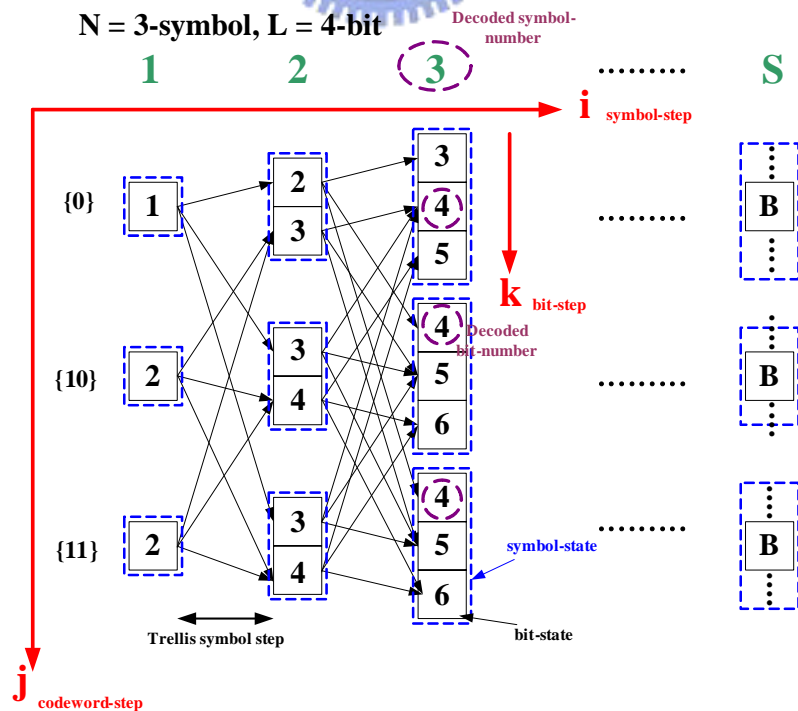 N = 3-symbol, L = 4-bit
Decoded symbol-
number
1
2
3
S
i symbol-step
{0}
1
2
3
3
4
5
B
k bit-step
{10}
2
3
4
4
5
6
Decoded
bit-number
B
{11}
2
3
4
4
5
6
B
symbol-state
bit-state
Trellis symbol step
j codeword-step